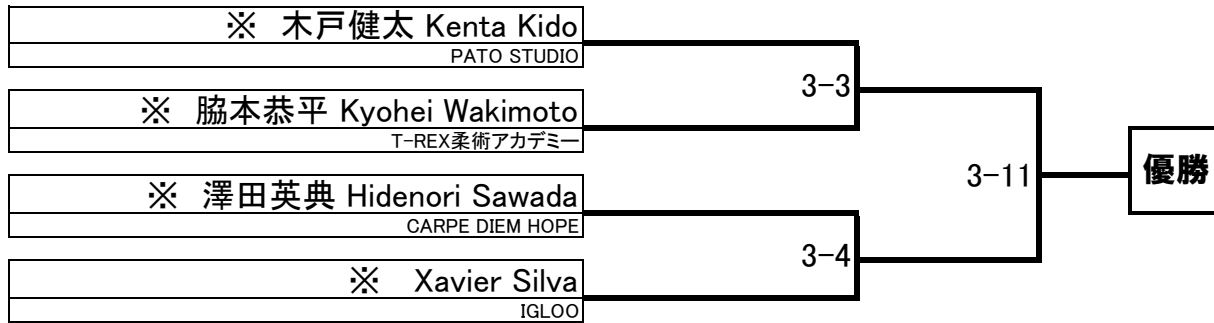 ※ 木戸健太 Kenta Kido
PATO STUDIO
3-3
※ 脇本恭平 Kyohei Wakimoto
T-REX柔術アカデミー
3-11
優勝
※ 澤田英典 Hidenori Sawada
CARPE DIEM HOPE
3-4
※ Xavier Silva
IGLOO